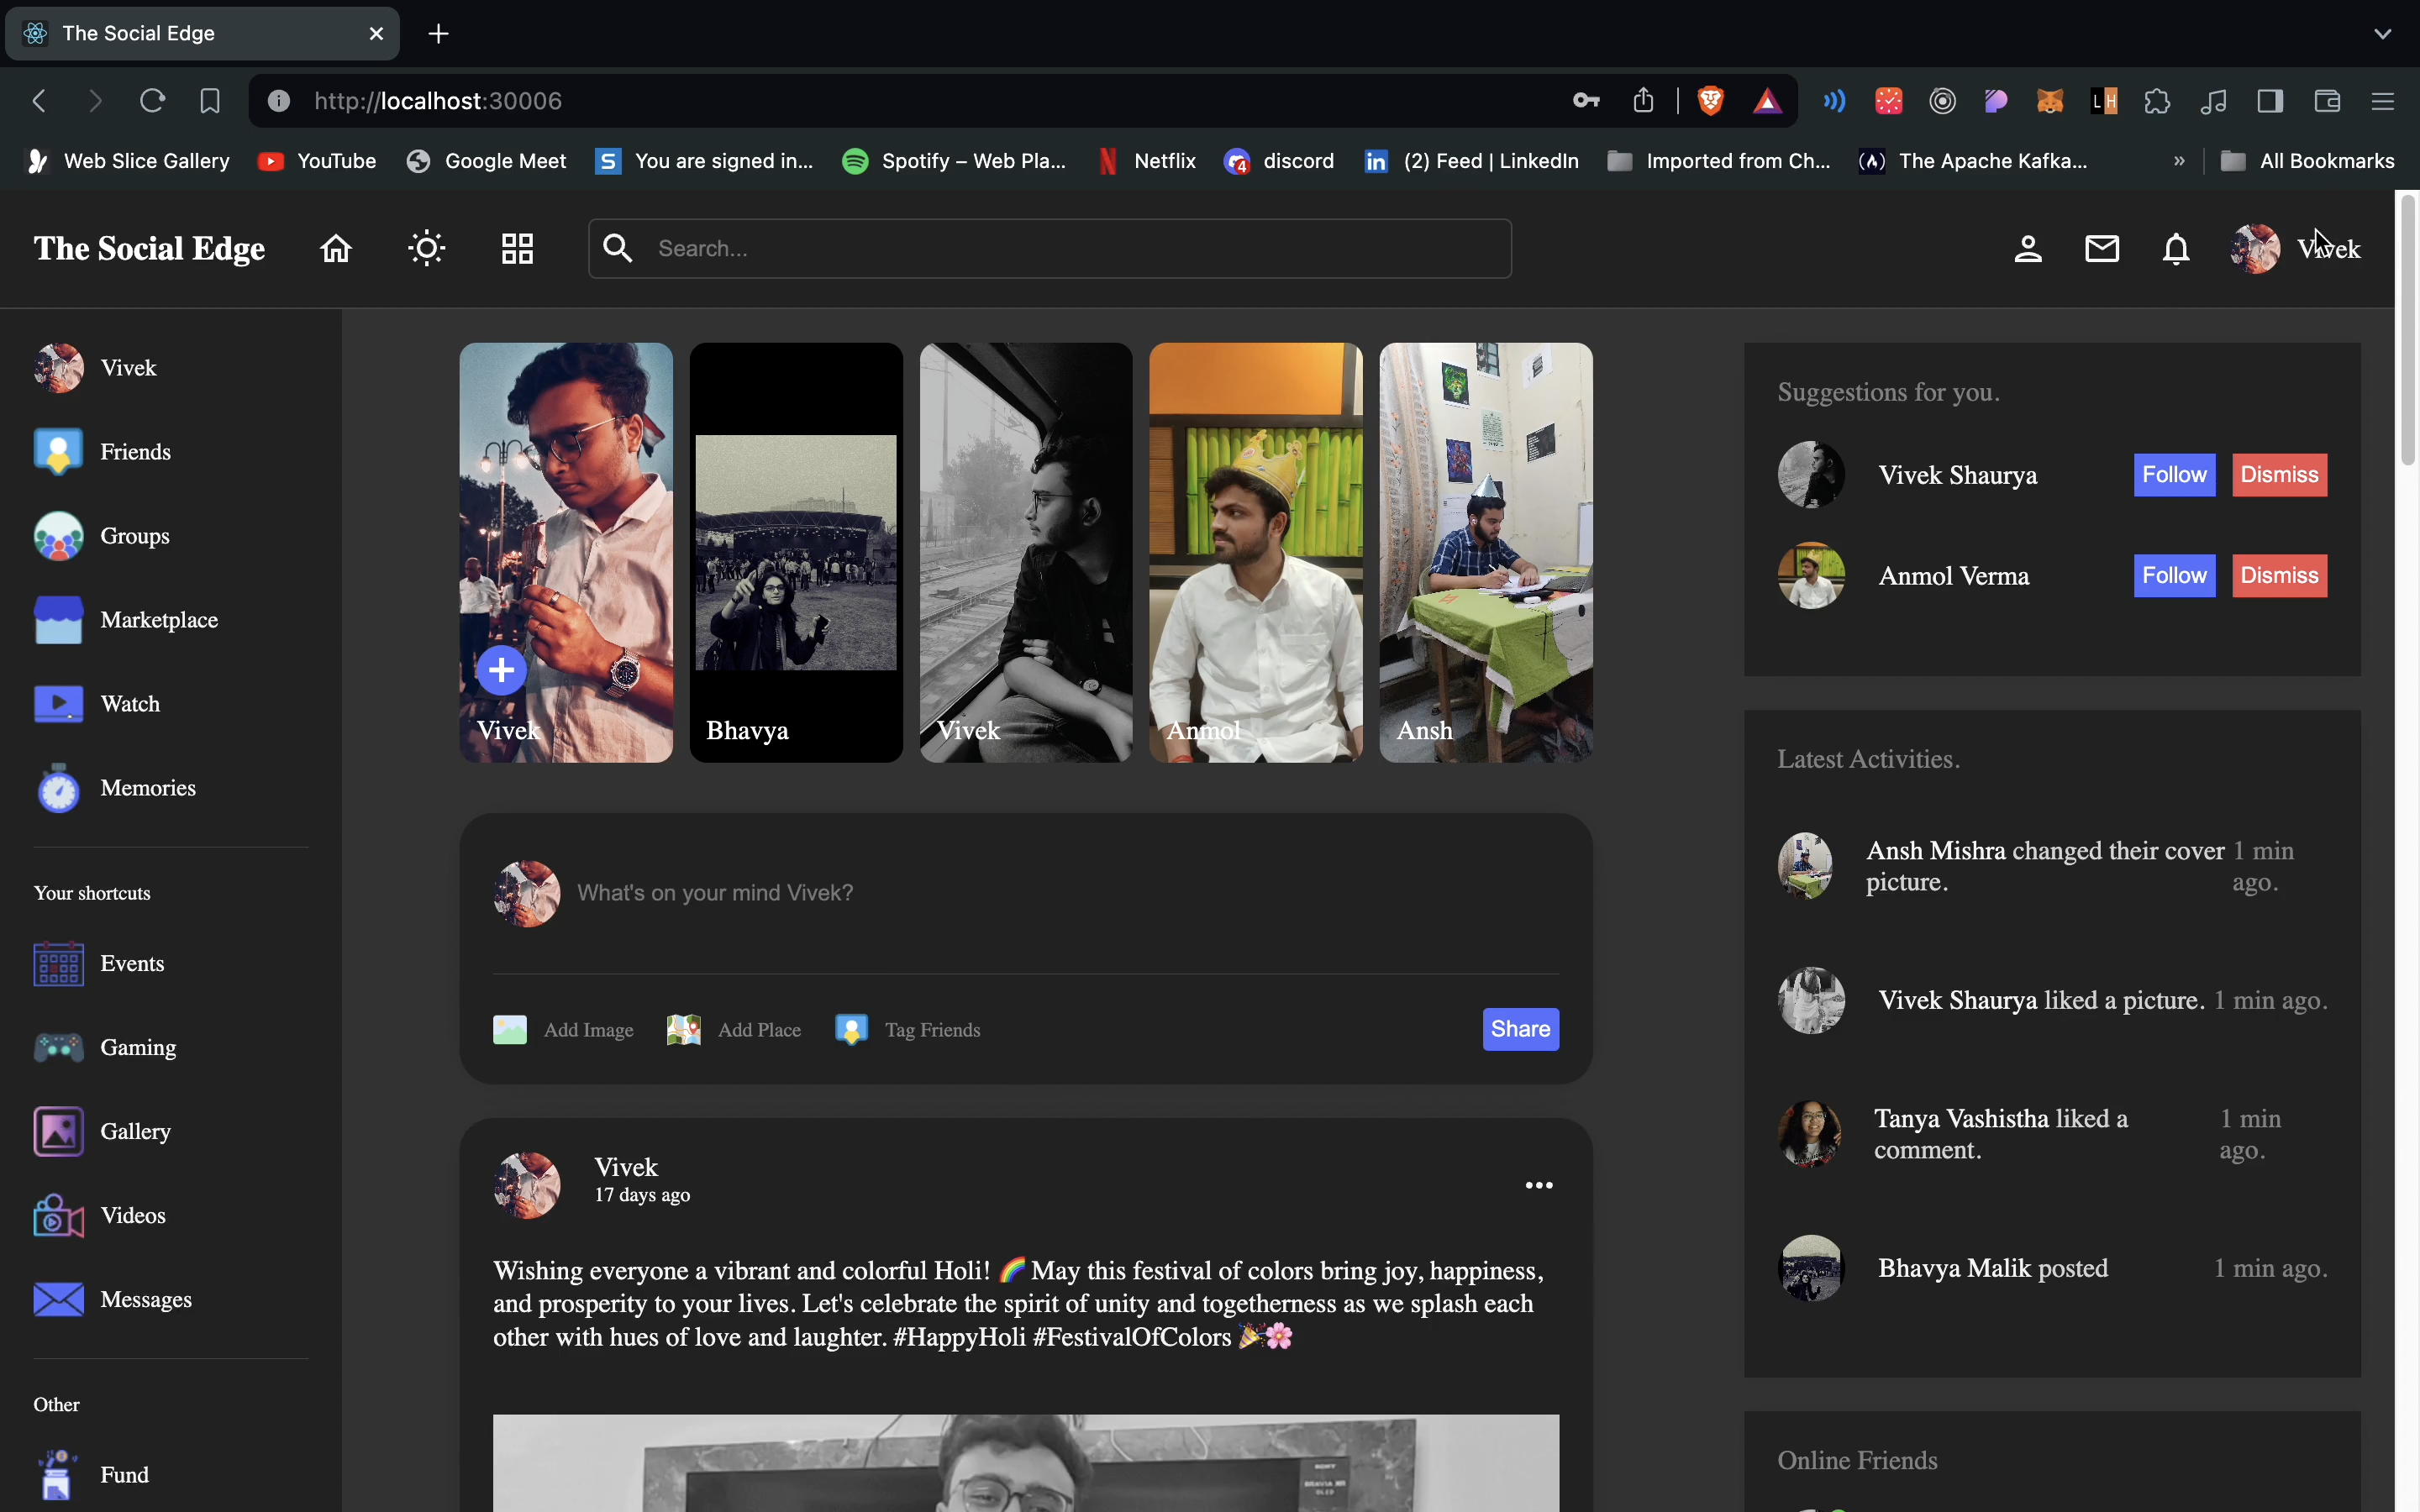 The Social Edge
http://localhost:30006
Web Slice Gallery
YouTube
Google Meet
You are signed in...
Spotify – Web Pla...
Netflix
discord
(2) Feed | LinkedIn
Imported from Ch...
The Apache Kafka...
»
All Bookmarks
The Social Edge
Search...
Vivek
Vivek
Friends
Groups
Marketplace
Watch
Memories
Your shortcuts
Events
Gaming
Gallery
Videos
Messages
Other
Fund
Vivek
Bhavya
Vivek
Anmol
Ansh
What's on your mind Vivek?
Add Image
Add Place
Tag Friends
Share
Vivek
17 days ago
Wishing everyone a vibrant and colorful Holi! 🌈 May this festival of colors bring joy, happiness,
and prosperity to your lives. Let's celebrate the spirit of unity and togetherness as we splash each
other with hues of love and laughter. #HappyHoli #FestivalOfColors 🎉🌸
Suggestions for you.
Vivek Shaurya
Follow
Dismiss
Anmol Verma
Follow
Dismiss
Latest Activities.
Ansh Mishra changed their cover 1 min
picture. ago.
Vivek Shaurya liked a picture. 1 min ago.
Tanya Vashistha liked a 1 min
comment. ago.
Bhavya Malik posted 1 min ago.
Online Friends